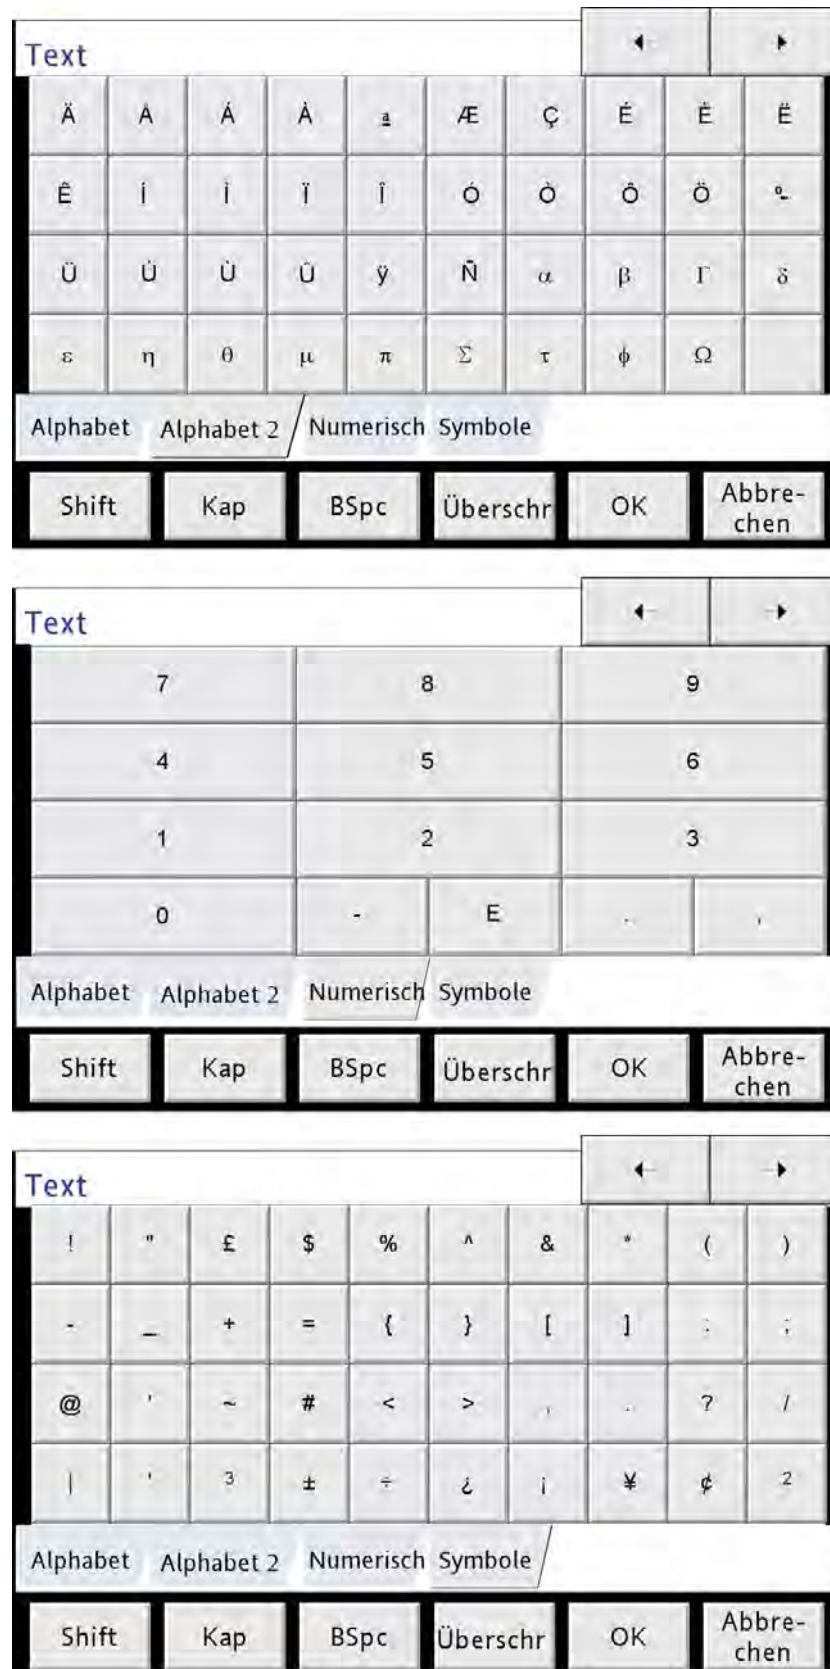 Text
Ä Â Á À ª Æ Ç É È Ë
Ê Í Ì Ï Î Ó Ò Ô Ö º
Ü Ú Ù Û ÿ Ñ α β Γ δ
ε η θ μ π Σ τ ϕ Ω
Alphabet Alphabet 2 Numerisch Symbole
Shift Kap BSpc Überschr OK Abbre-
chen
Text
7 8 9
4 5 6
1 2 3
0 - E . ,
Alphabet Alphabet 2 Numerisch Symbole
Shift Kap BSpc Überschr OK Abbre-
chen
Text
! " £ $ % ^ & * ( )
- _ + = { } [ ] : ;
@ ' ~ # < > , . ? /
| ' ³ ± ÷ ¿ ¡ ¥ ¢ ²
Alphabet Alphabet 2 Numerisch Symbole
Shift Kap BSpc Überschr OK Abbre-
chen